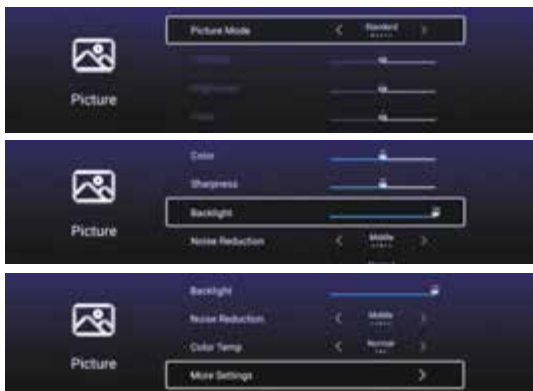 Picture Mode
Standard
Brightness
Picture
Color
Sharpness
Backlight
Noise Reduction
Middle
Picture
Backlight
Noise Reduction
Middle
Color Temp
Normal
More Settings
Picture